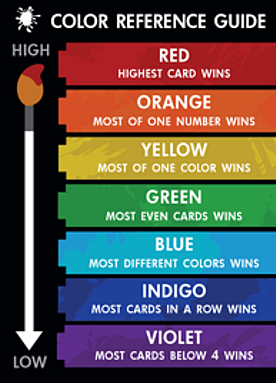 COLOR REFERENCE GUIDE
HIGH
RED
HIGHEST CARD WINS
ORANGE
MOST OF ONE NUMBER WINS
YELLOW
MOST OF ONE COLOR WINS
GREEN
MOST EVEN CARDS WINS
BLUE
MOST DIFFERENT COLORS WINS
INDIGO
MOST CARDS IN A ROW WINS
VIOLET
MOST CARDS BELOW 4 WINS
LOW